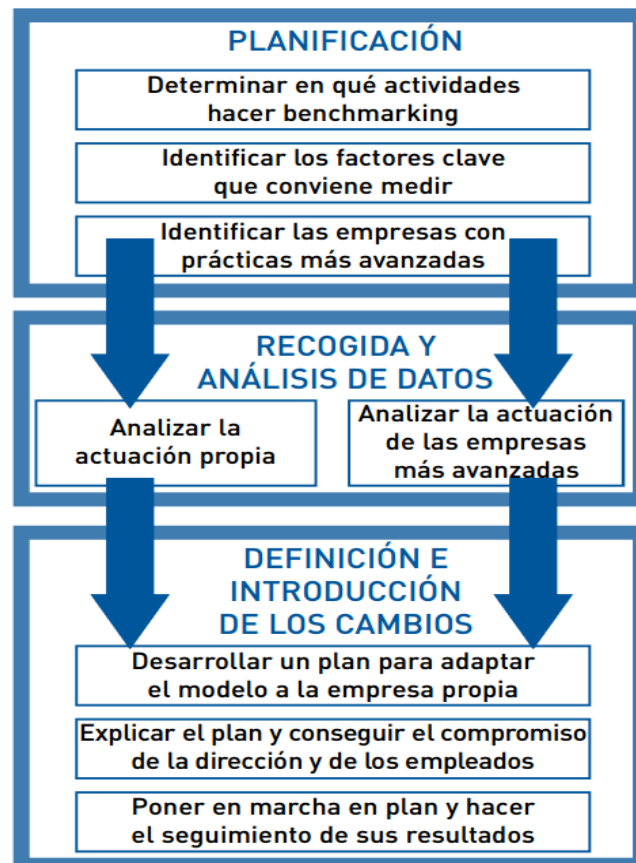 PLANIFICACIÓN
Determinar en qué actividades
hacer benchmarking
Identificar los factores clave
que conviene medir
Identificar las empresas con
prácticas más avanzadas
RECOGIDA Y
ANÁLISIS DE DATOS
Analizar la
actuación propia
Analizar la actuación
de las empresas
más avanzadas
DEFINICIÓN E
INTRODUCCIÓN
DE LOS CAMBIOS
Desarrollar un plan para adaptar
el modelo a la empresa propia
Explicar el plan y conseguir el compromiso
de la dirección y de los empleados
Poner en marcha en plan y hacer
el seguimiento de sus resultados